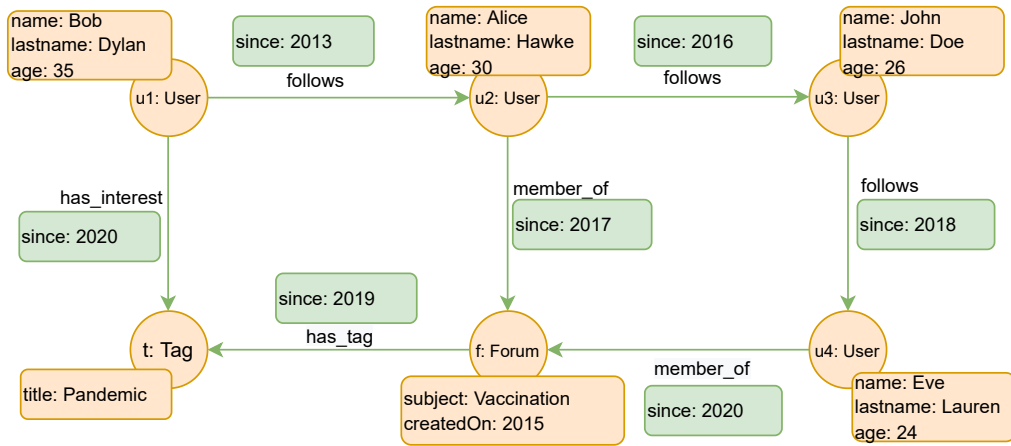 name: Bob
lastname: Dylan
age: 35
since: 2013
follows
name: Alice
lastname: Hawke
age: 30
since: 2016
follows
name: John
lastname: Doe
age: 26
u1: User
u2: User
u3: User
has_interest
since: 2020
member_of
since: 2017
follows
since: 2018
since: 2019
has_tag
t: Tag
title: Pandemic
f: Forum
subject: Vaccination
createdOn: 2015
member_of
since: 2020
u4: User
name: Eve
lastname: Lauren
age: 24